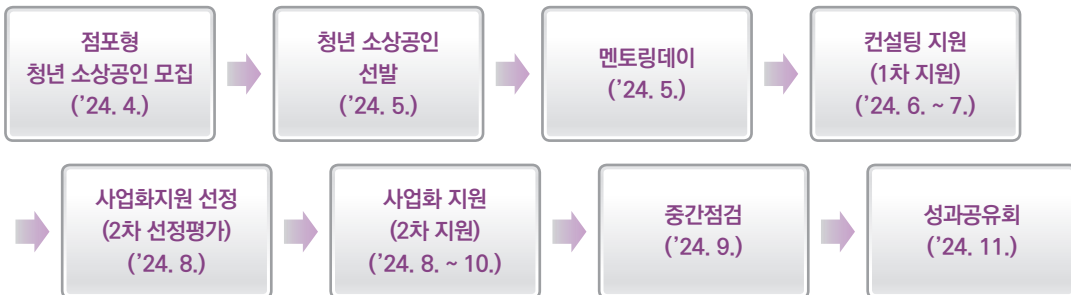 점포형
청년 소상공인 모집
(’24. 4.)
청년 소상공인
선발
(’24. 5.)
멘토링데이
(’24. 5.)
컨설팅 지원
(1차 지원)
(’24. 6. ~ 7.)
사업화지원 선정
(2차 선정평가)
(’24. 8.)
사업화 지원
(2차 지원)
(’24. 8. ~ 10.)
중간점검
(’24. 9.)
성과공유회
(’24. 11.)